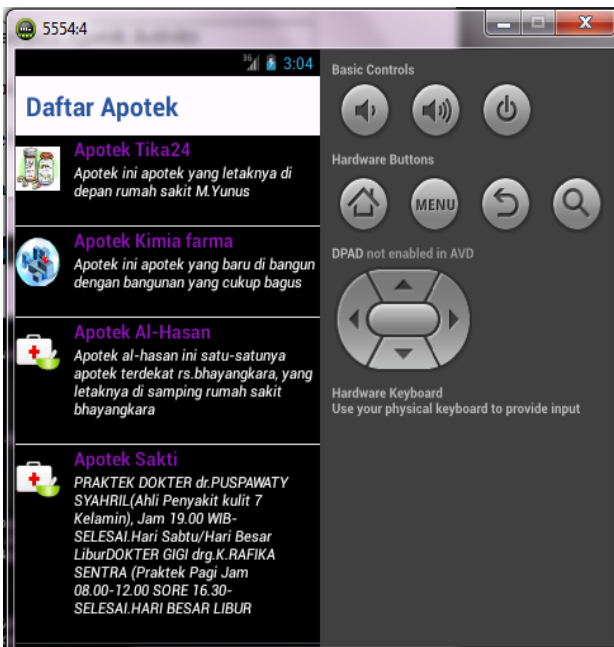 5554:4
3G 3:04
Daftar Apotek
Apotek Tika24
Apotek ini apotek yang letaknya di
depan rumah sakit M.Yunus
Apotek Kimia farma
Apotek ini apotek yang baru di bangun
dengan bangunan yang cukup bagus
Apotek Al-Hasan
Apotek al-hasan ini satu-satunya
apotek terdekat rs.bhayangkara, yang
letaknya di samping rumah sakit
bhayangkara
Apotek Sakti
PRAKTEK DOKTER dr.PUSPAWATY
SYAHRIL(Ahli Penyakit kulit 7
Kelamin), Jam 19.00 WIB-
SELESAI.Hari Sabtu/Hari Besar
LiburDOKTER GIGI drg.K.RAFIKA
SENTRA (Praktek Pagi Jam
08.00-12.00 SORE 16.30-
SELESAI.HARI BESAR LIBUR
Basic Controls
Hardware Buttons
MENU
DPAD not enabled in AVD
Hardware Keyboard
Use your physical keyboard to provide input